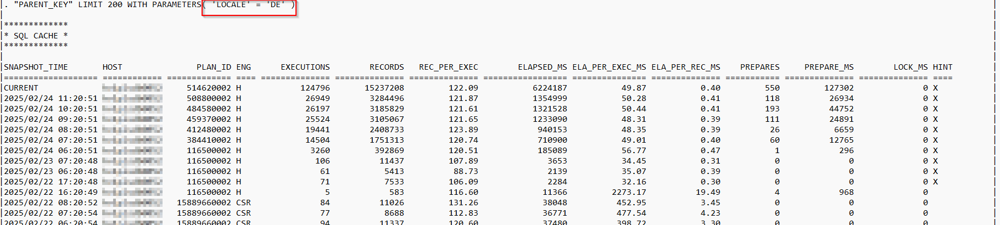 . "PARENT_KEY" LIMIT 200 WITH PARAMETERS( 'LOCALE' = 'DE' )
*************
* SQL CACHE *
*************
SNAPSHOT_TIME HOST PLAN_ID ENG EXECUTIONS RECORDS REC_PER_EXEC ELAPSED_MS ELA_PER_EXEC_MS ELA_PER_REC_MS PREPARES PREPARE_MS LOCK_MS HINT
=================== ============ ============= ==== ============== ============== ============== ================= =============== ============== =========== ============= ============== ====
CURRENT 514620002 H 124796 15237208 122.09 6224187 49.87 0.40 550 127302 0 X
2025/02/24 11:20:51 508800002 H 26949 3284496 121.87 1354999 50.28 0.41 118 26934 0 X
2025/02/24 10:20:51 484580002 H 26197 3185829 121.61 1321528 50.44 0.41 193 44752 0 X
2025/02/24 09:20:51 459370002 H 25524 3105067 121.65 1233090 48.31 0.39 111 24891 0 X
2025/02/24 08:20:51 412480002 H 19441 2408733 123.89 940153 48.35 0.39 26 6659 0 X
2025/02/24 07:20:51 384410002 H 14504 1751313 120.74 710900 49.01 0.40 60 12765 0 X
2025/02/24 06:20:51 116500002 H 3260 392869 120.51 185089 56.77 0.47 1 296 0 X
2025/02/23 07:20:48 116500002 H 106 11437 107.89 3653 34.45 0.31 0 0 0 X
2025/02/23 06:20:48 116500002 H 61 5413 88.73 2139 35.07 0.39 0 0 0 X
2025/02/22 17:20:48 116500002 H 71 7533 106.09 2284 32.16 0.30 0 0 0 X
2025/02/22 16:20:49 116500002 H 5 583 116.60 11366 2273.17 19.49 4 968 0
2025/02/22 08:20:52 15889660002 CSR 84 11026 131.26 38048 452.95 3.45 0 0 0
2025/02/22 07:20:54 15889660002 CSR 77 8688 112.83 36771 477.54 4.23 0 0 0
2025/02/22 06:20:54 15889660002 CSR 94 11337 120.60 37480 398.72 3.30 0 0 0